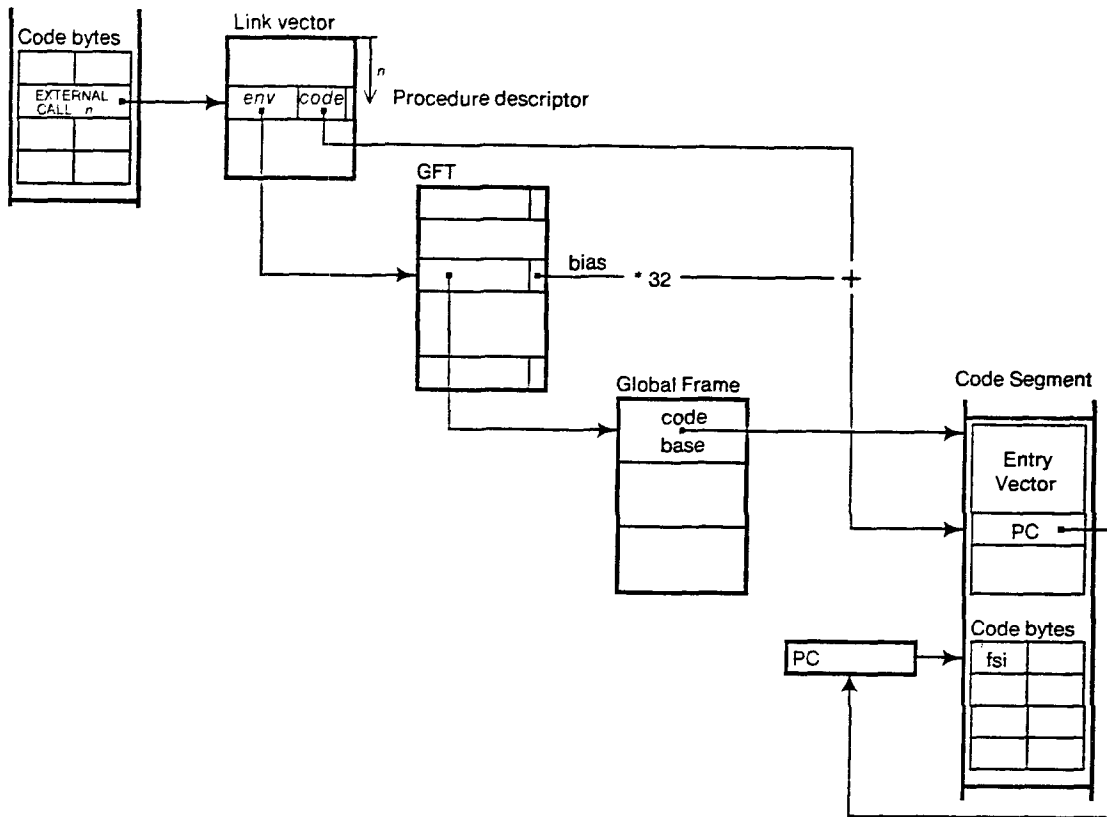 Code bytes
EXTERNAL
CALL n
Link vector
n
env code
Procedure descriptor
GFT
bias
* 32
+
Global Frame
code
base
Code Segment
Entry
Vector
PC
Code bytes
PC
fsi